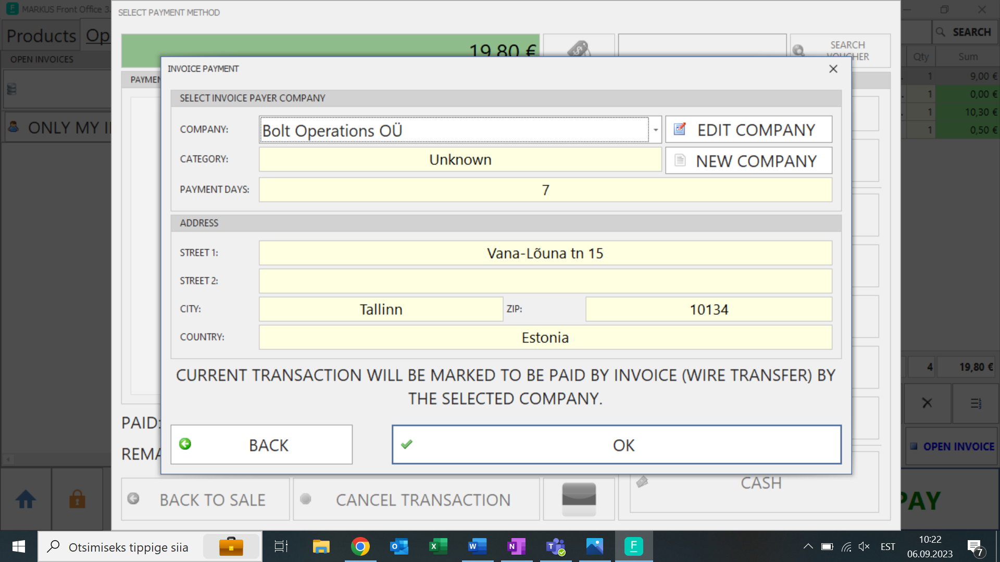 MARKUS Front Office 3.
SELECT PAYMENT METHOD
Products
Op
SEARCH
19,80 €
SEARCH
VOUCHER
OPEN INVOICES
Qty
Sum
INVOICE PAYMENT
PAYMEN
1
9,00 €
SELECT INVOICE PAYER COMPANY
1
0,00 €
1
10,30 €
ONLY MY I
COMPANY:
Bolt Operations OÜ
EDIT COMPANY
1
0,50 €
CATEGORY:
Unknown
NEW COMPANY
PAYMENT DAYS:
7
ADDRESS
STREET 1:
Vana-Lõuna tn 15
STREET 2:
CITY:
Tallinn
ZIP:
10134
COUNTRY:
Estonia
4
19,80 €
CURRENT TRANSACTION WILL BE MARKED TO BE PAID BY INVOICE (WIRE TRANSFER) BY
THE SELECTED COMPANY.
PAID:
BACK
OK
OPEN INVOICE
REMA
CASH
BACK TO SALE
CANCEL TRANSACTION
PAY
Otsimiseks tippige siia
EST
10:22
06.09.2023
7